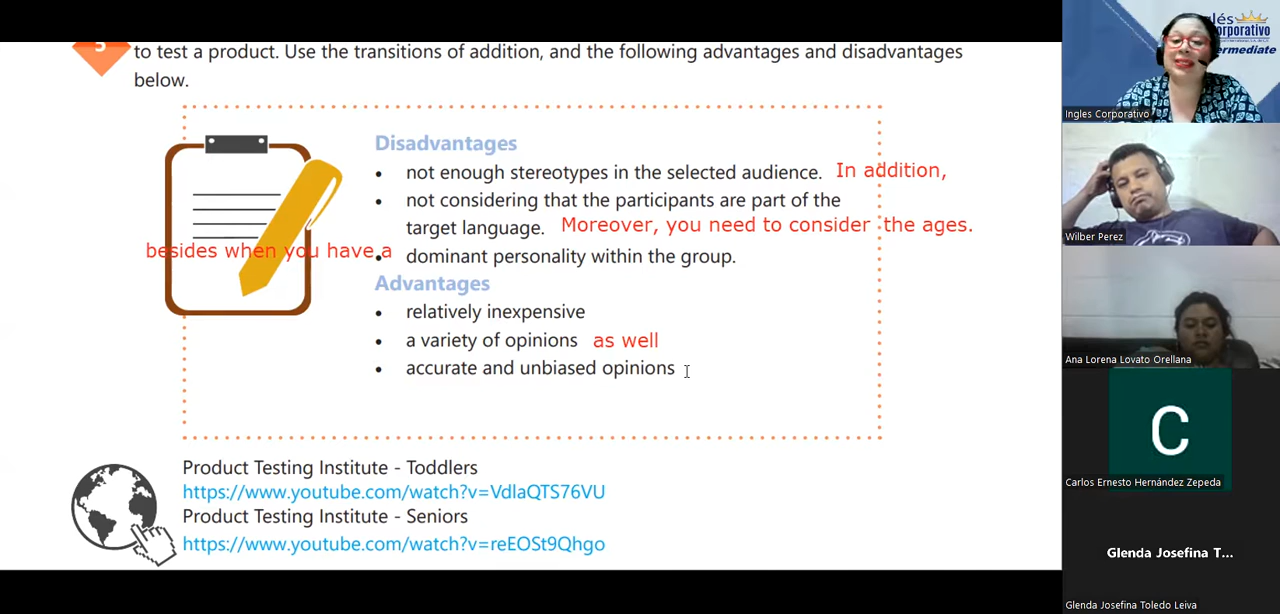 5
to test a product. Use the transitions of addition, and the following advantages and disadvantages
below.
Disadvantages
• not enough stereotypes in the selected audience. In addition,
• not considering that the participants are part of the
target language. Moreover, you need to consider the ages.
besides when you have a
• dominant personality within the group.
Advantages
• relatively inexpensive
• a variety of opinions as well
• accurate and unbiased opinions
Product Testing Institute - Toddlers
https://www.youtube.com/watch?v=VdlaQTS76VU
Product Testing Institute - Seniors
https://www.youtube.com/watch?v=reEOSt9Qhgo
Ingles Corporativo
Wilber Perez
Ana Lorena Lovato Orellana
C
Carlos Ernesto Hernández Zepeda
Glenda Josefina T...
Glenda Josefina Toledo Leiva